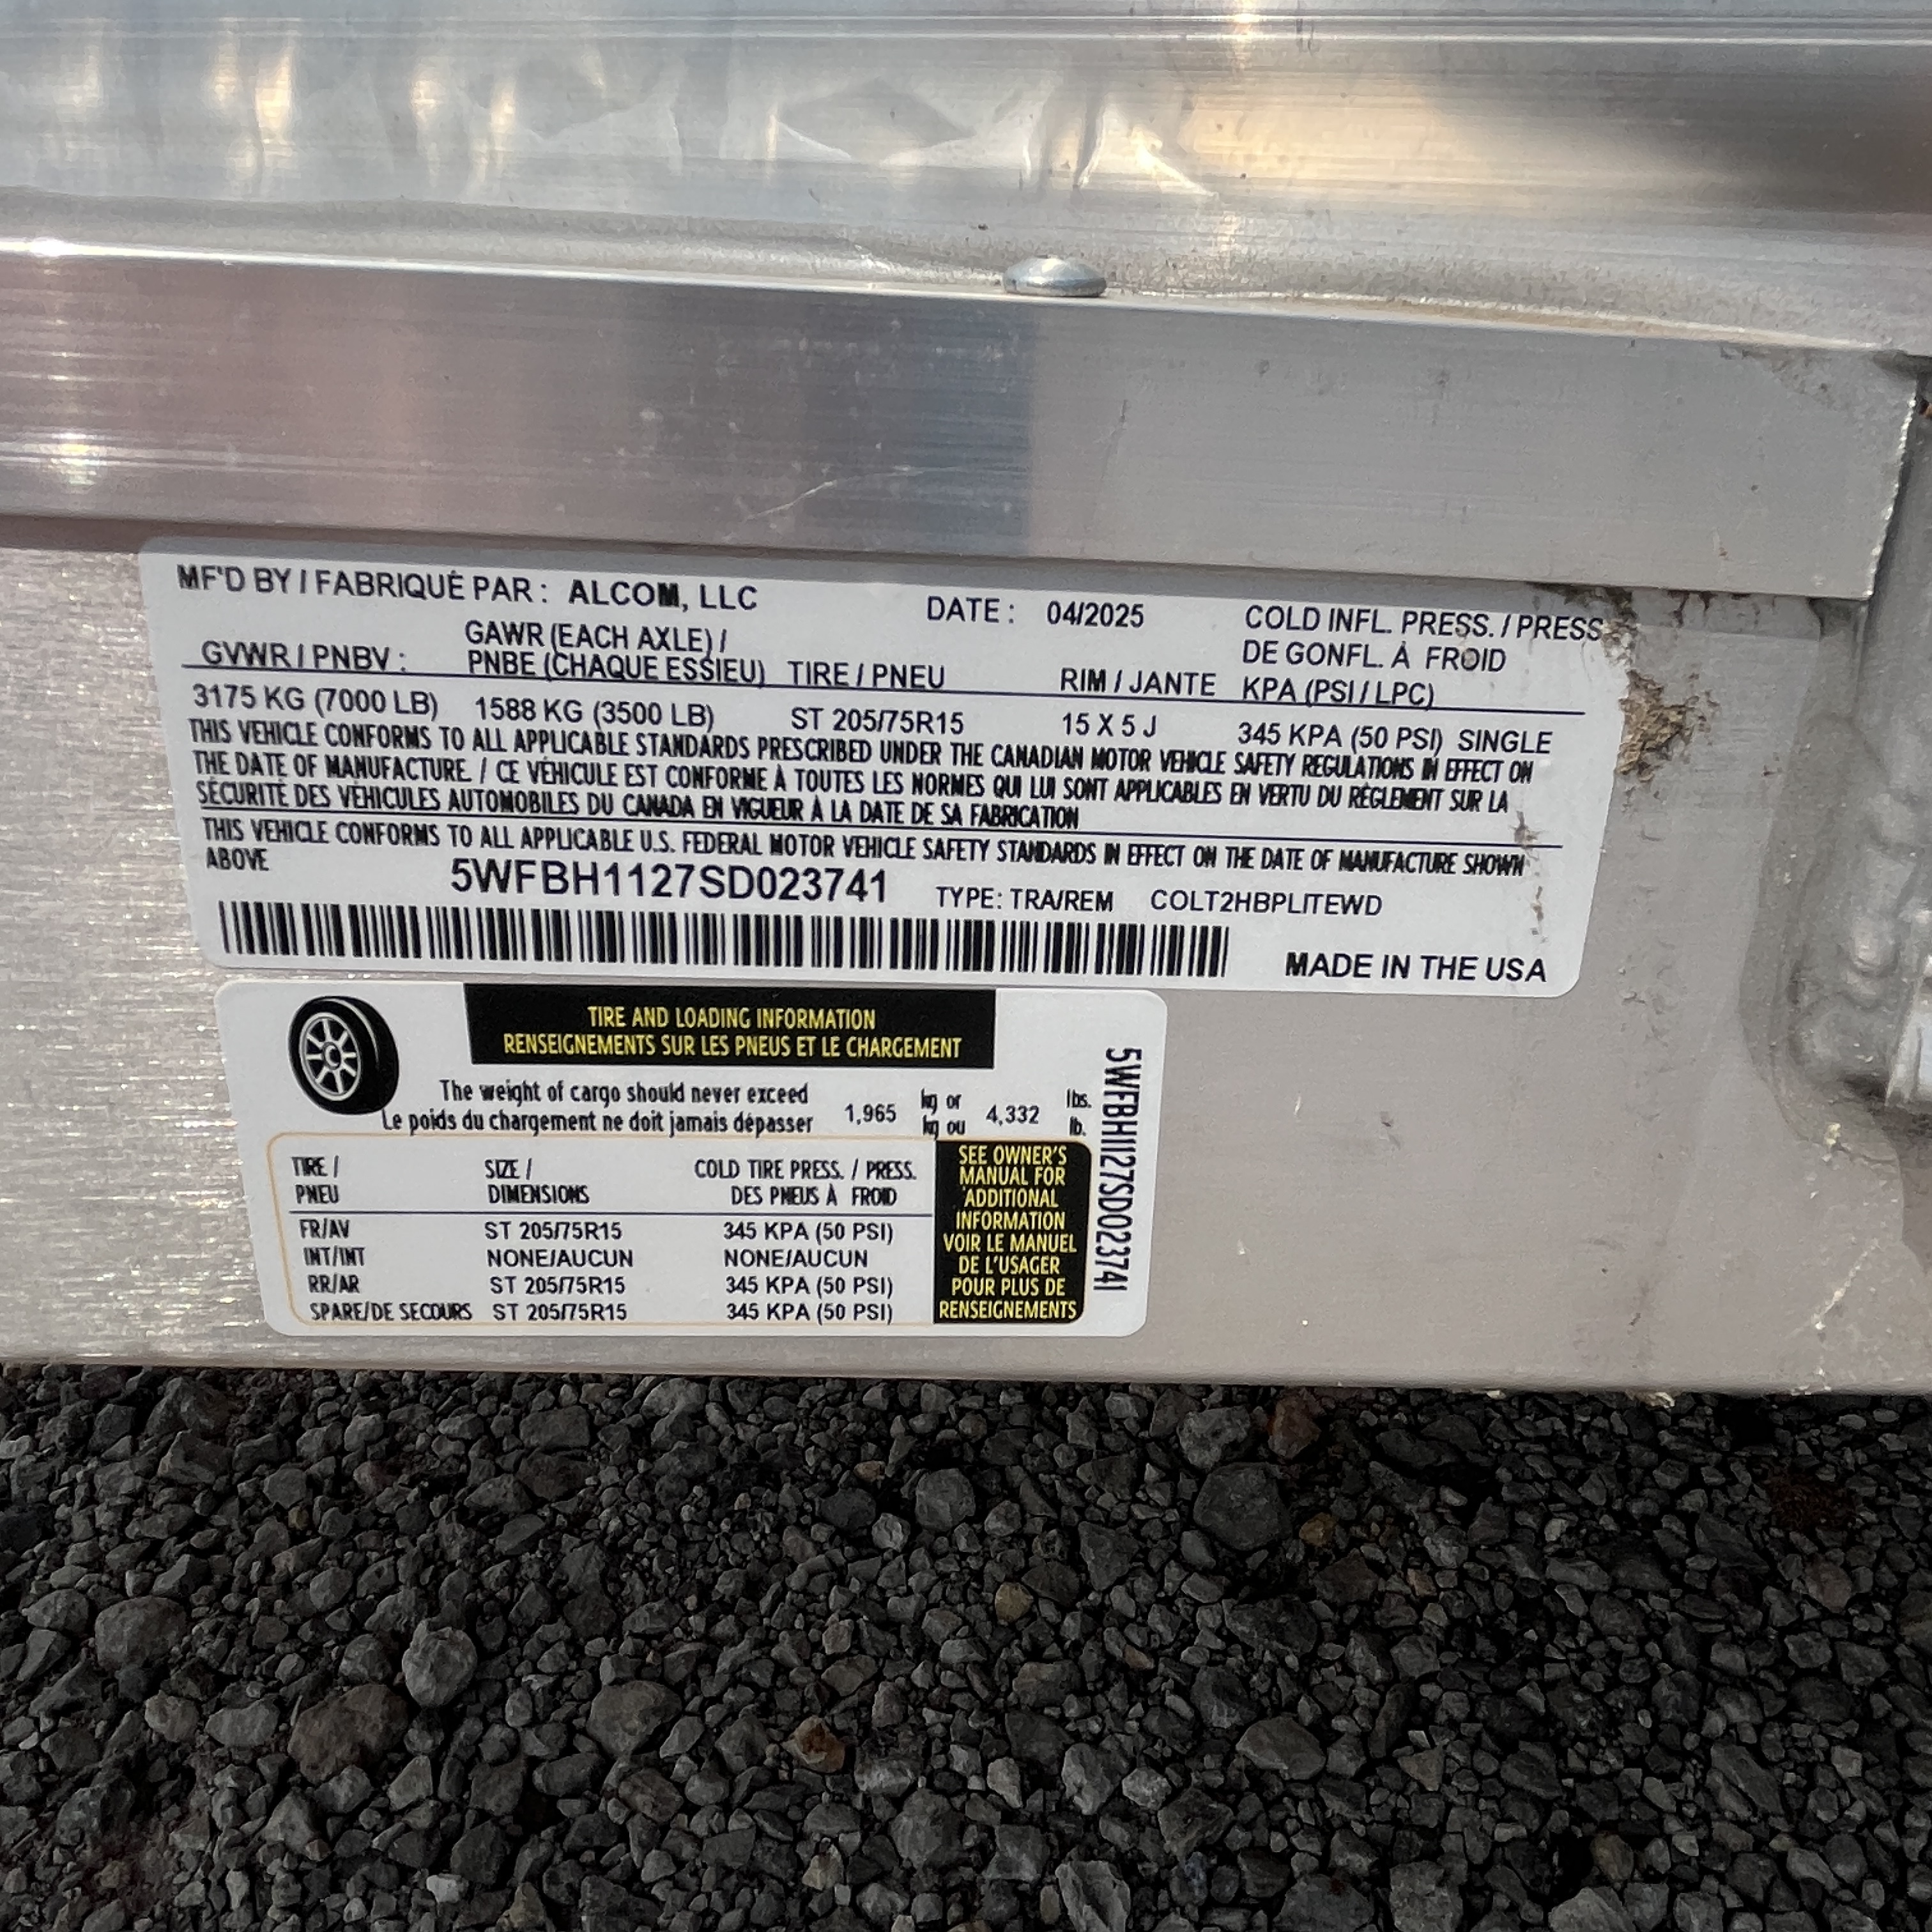 MF'D BY / FABRIQUÉ PAR : ALCOM, LLC
DATE : 04/2025
COLD INFL. PRESS. / PRESS
DE GONFL. À FROID
KPA (PSI / LPC)
GVWR / PNBV :
GAWR (EACH AXLE) /
PNBE (CHAQUE ESSIEU)
TIRE / PNEU
RIM / JANTE
3175 KG (7000 LB) 1588 KG (3500 LB) ST 205/75R15 15 X 5 J 345 KPA (50 PSI) SINGLE
THIS VEHICLE CONFORMS TO ALL APPLICABLE STANDARDS PRESCRIBED UNDER THE CANADIAN MOTOR VEHICLE SAFETY REGULATIONS IN EFFECT ON
THE DATE OF MANUFACTURE. / CE VÉHICULE EST CONFORME À TOUTES LES NORMES QUI LUI SONT APPLICABLES EN VERTU DU RÈGLEMENT SUR LA
SÉCURITÉ DES VÉHICULES AUTOMOBILES DU CANADA EN VIGUEUR À LA DATE DE SA FABRICATION
THIS VEHICLE CONFORMS TO ALL APPLICABLE U.S. FEDERAL MOTOR VEHICLE SAFETY STANDARDS IN EFFECT ON THE DATE OF MANUFACTURE SHOWN
ABOVE
5WFBH1127SD023741 TYPE: TRA/REM COLT2HBPLITEWD
MADE IN THE USA
TIRE AND LOADING INFORMATION
RENSEIGNEMENTS SUR LES PNEUS ET LE CHARGEMENT
The weight of cargo should never exceed
Le poids du chargement ne doit jamais dépasser
1,965
kg or
kg ou
4,332
lbs.
lb.
TIRE /
PNEU
SIZE /
DIMENSIONS
COLD TIRE PRESS. / PRESS.
DES PNEUS À FROID
FR/AV ST 205/75R15 345 KPA (50 PSI)
INT/INT NONE/AUCUN NONE/AUCUN
RR/AR ST 205/75R15 345 KPA (50 PSI)
SPARE/DE SECOURS ST 205/75R15 345 KPA (50 PSI)
SEE OWNER'S
MANUAL FOR
ADDITIONAL
INFORMATION
VOIR LE MANUEL
DE L'USAGER
POUR PLUS DE
RENSEIGNEMENTS
5WFBH1127SD023741